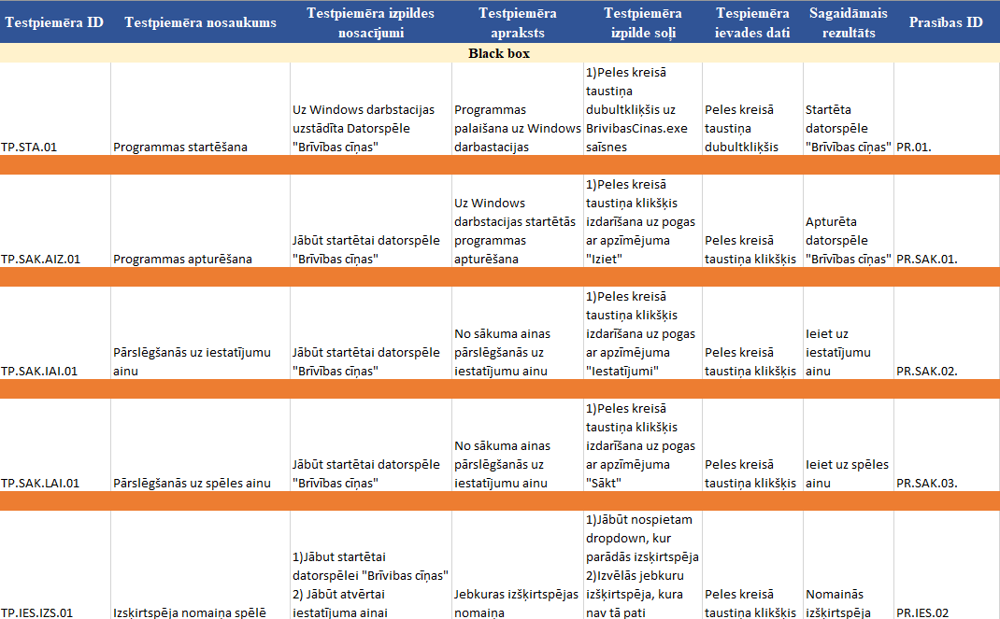 Testpiemēra ID
Testpiemēra nosaukums
Testpiemēra izpildes
nosacījumi
Testpiemēra
apraksts
Testpiemēra
izpilde soļi
Tespiemēra
ievades dati
Sagaidāmais
rezultāts
Prasības ID
Black box
TP.STA.01
Programmas startēšana
Uz Windows darbstacijas
uzstādīta Datorspēle
"Brīvības cīņas"
Programmas
palaišana uz Windows
darbastacijas
1)Peles kreisā
taustiņa
dubultkļikšis uz
BrivibasCinas.exe
saīsnes
Peles kreisā
taustiņa
dubultkļikšis
Startēta
datorspēle
"Brīvības cīņas"
PR.01.
TP.SAK.AIZ.01
Programmas apturēšana
Jābūt startētai datorspēle
"Brīvības cīņas"
Uz Windows
darbstacijas startētās
programmas
apturēšana
1)Peles kreisā
taustiņa klikšķis
izdarīšana uz pogas
ar apzīmējuma
"Iziet"
Peles kreisā
taustiņa klikšķis
Apturēta
datorspēle
"Brīvības cīņas"
PR.SAK.01.
TP.SAK.IAI.01
Pārslēgšanās uz iestatījumu
ainu
Jābūt startētai datorspēle
"Brīvības cīņas"
No sākuma ainas
pārslēgšanās uz
iestatījumu ainu
1)Peles kreisā
taustiņa klikšķis
izdarīšana uz pogas
ar apzīmējuma
"Iestatījumi"
Peles kreisā
taustiņa klikšķis
Ieiet uz
iestatījumu
ainu
PR.SAK.02.
TP.SAK.LAI.01
Pārslēgšanās uz spēles ainu
Jābūt startētai datorspēle
"Brīvības cīņas"
No sākuma ainas
pārslēgšanās uz
iestatījumu ainu
1)Peles kreisā
taustiņa klikšķis
izdarīšana uz pogas
ar apzīmējuma
"Sākt"
Peles kreisā
taustiņa klikšķis
Ieiet uz spēles
ainu
PR.SAK.03.
TP.IES.IZS.01
Izsķirtspēja nomaiņa spēlē
1)Jābut startētai
datorspēlei "Brīvibas cīņas"
2) Jābūt atvērtai
iestatījuma ainai
Jebkuras izšķirtspējas
nomaiņa
1)Jābūt nospietam
dropdown, kur
parādās izsķirtspēja
2)Izvēlās jebkuru
izšķirtspēja, kura
nav tā pati
Peles kreisā
taustiņa klikšķis
Nomainās
izšķirtspēja
PR.IES.02